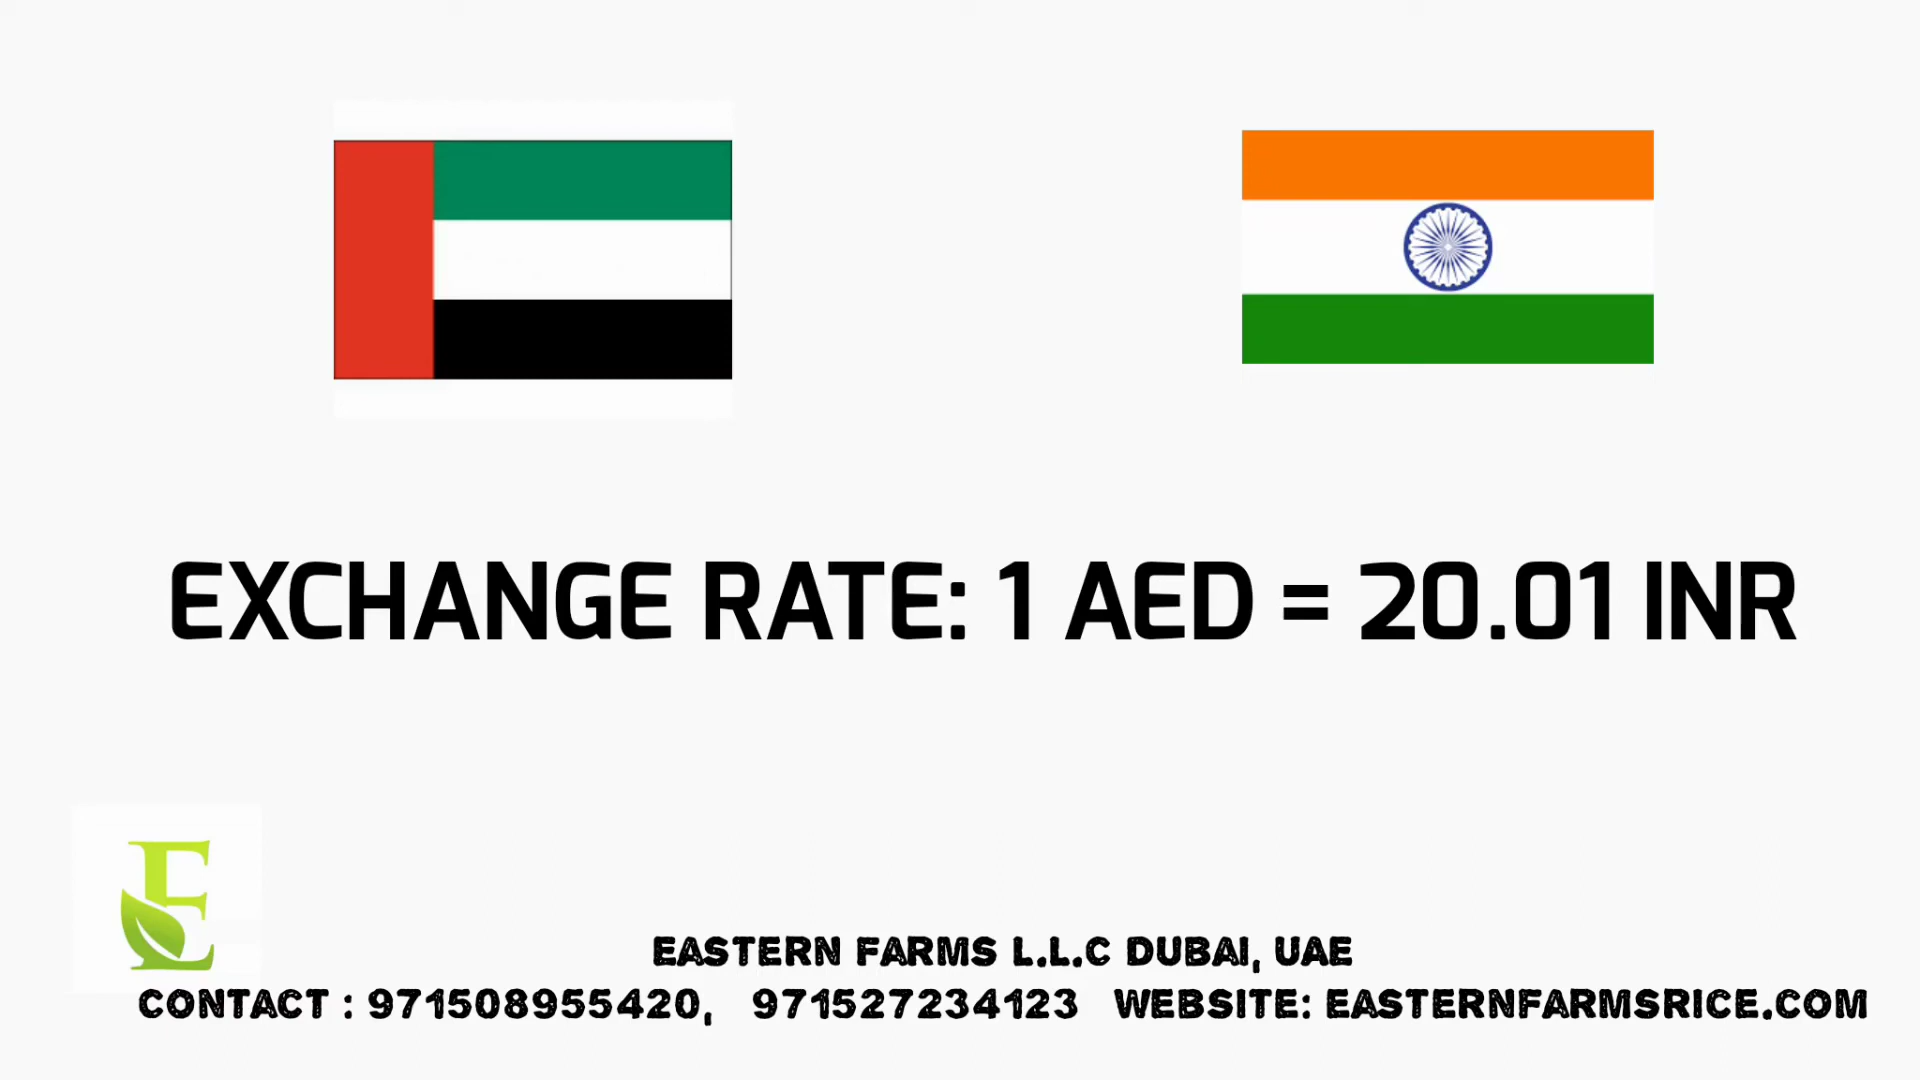 EXCHANGE RATE: 1 AED = 20.01 INR
E
EASTERN FARMS L.L.C DUBAI, UAE
CONTACT : 971508955420, 971527234123 WEBSITE: EASTERNFARMSRICE.COM